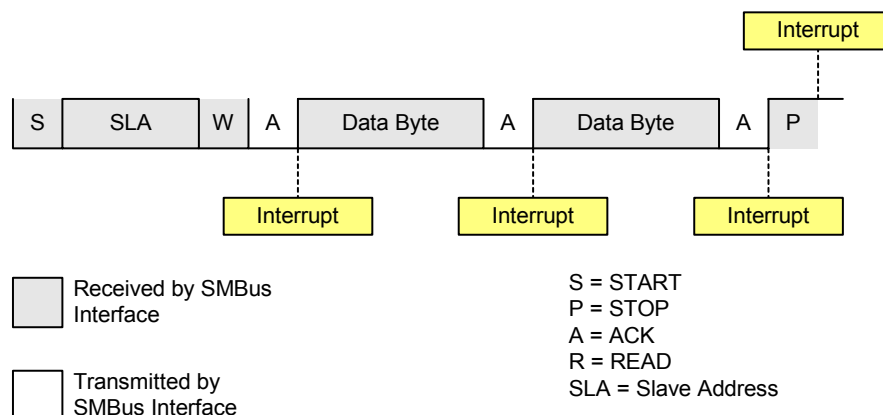 Interrupt
S SLA W A Data Byte A Data Byte A P
Interrupt Interrupt Interrupt
Received by SMBus
Interface
Transmitted by
SMBus Interface
S = START
P = STOP
A = ACK
R = READ
SLA = Slave Address